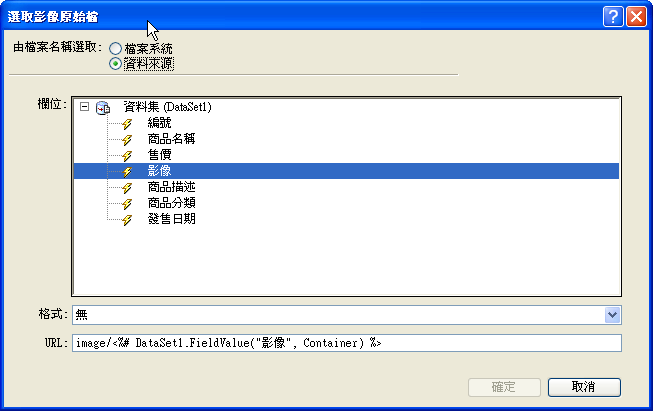 選取影像原始檔
由檔案名稱選取: 檔案系統
資料來源
欄位: 資料集 (DataSet1)
編號
商品名稱
售價
影像
商品描述
商品分類
發售日期
格式: 無
URL: image/<%# DataSet1.FieldValue("影像", Container) %>
確定 取消